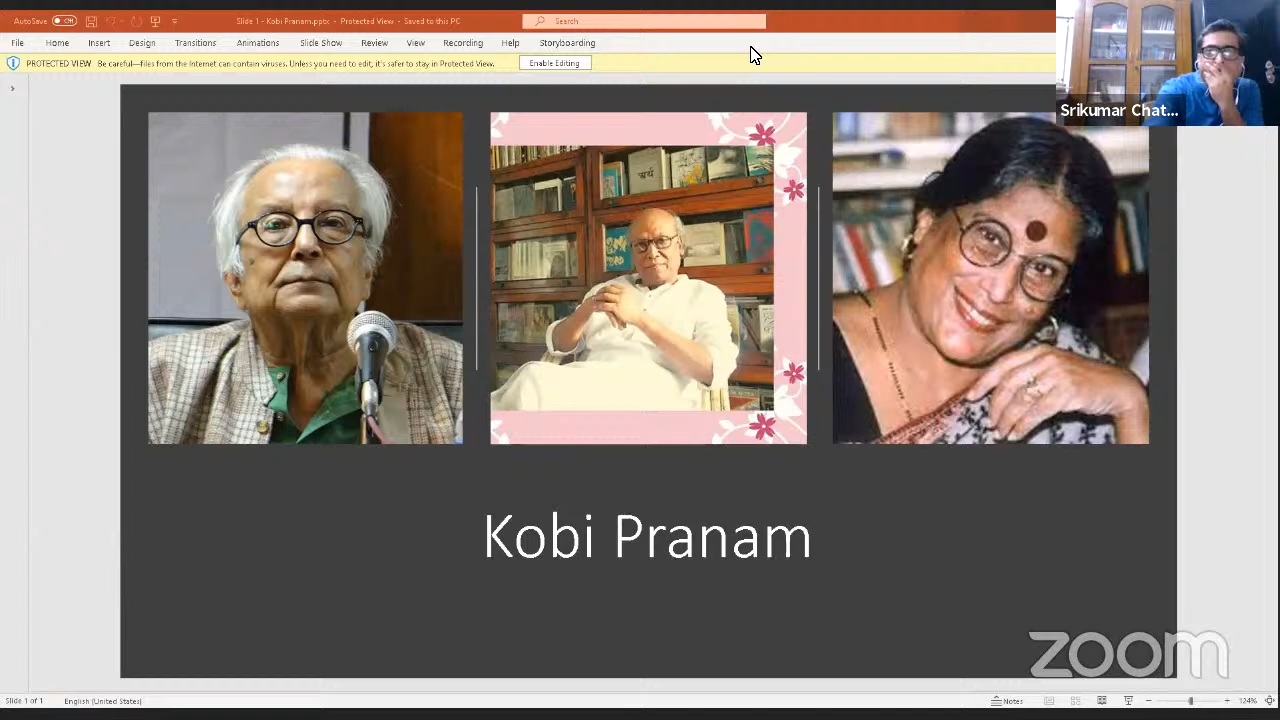 AutoSave
Off
Slide 1 - Kobi Pranam.pptx - Protected View - Saved to this PC
Search
File Home Insert Design Transitions Animations Slide Show Review View Recording Help Storyboarding
PROTECTED VIEW Be careful—files from the Internet can contain viruses. Unless you need to edit, it's safer to stay in Protected View.
Enable Editing
Srikumar Chat...
Kobi Pranam
zoom
Slide 1 of 1
English (United States)
Notes
124%